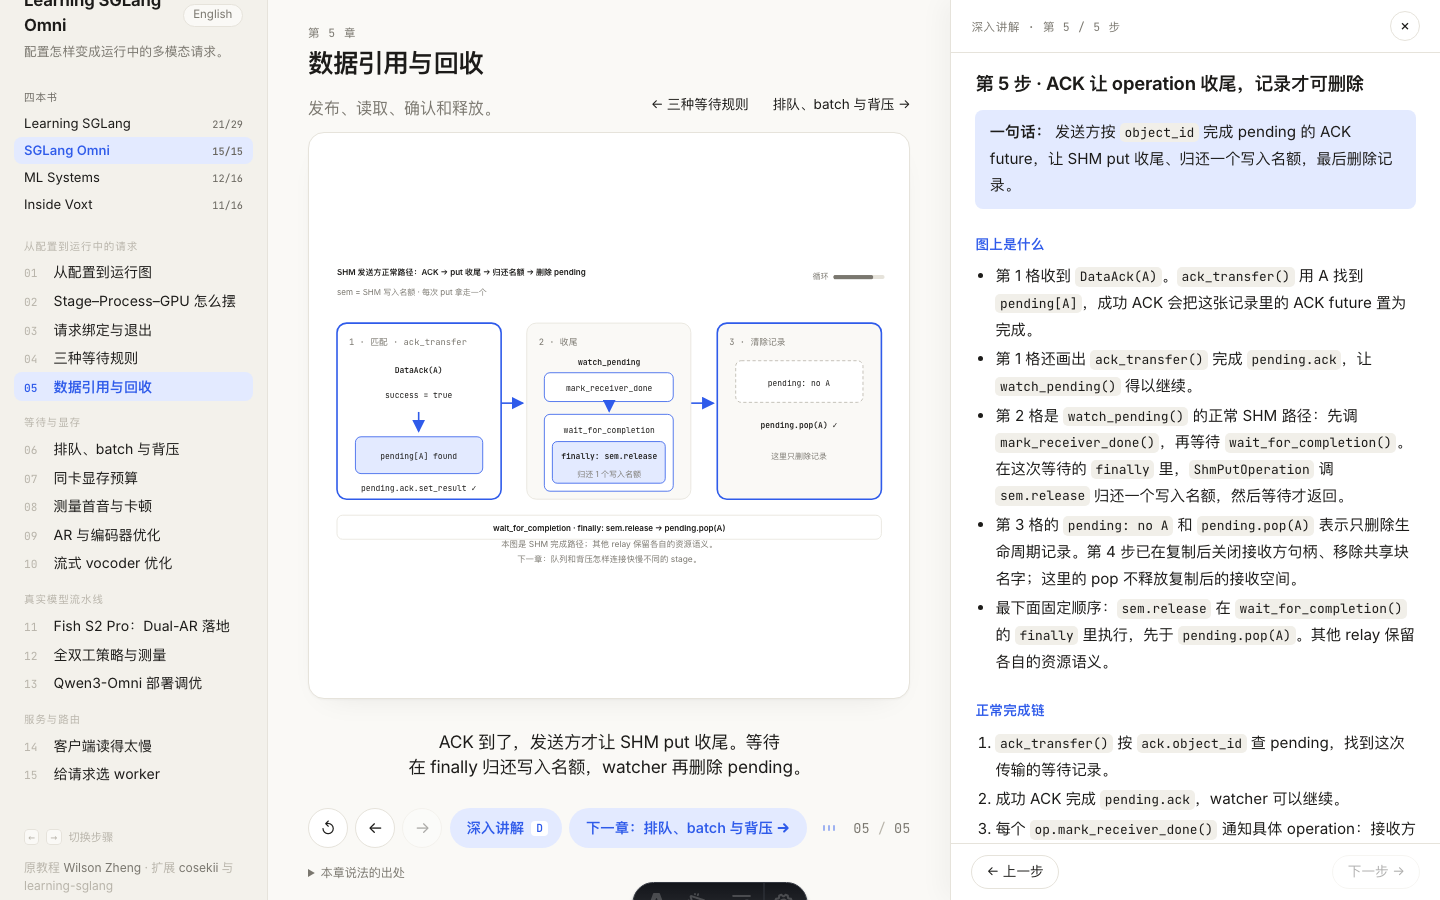 Learning SGLang
Omni
English
配置怎样变成运行中的多模态请求。
四本书
Learning SGLang 21/29
SGLang Omni 15/15
ML Systems 12/16
Inside Voxt 11/16
从配置到运行中的请求
01 从配置到运行图
02 Stage–Process–GPU 怎么摆
03 请求绑定与退出
04 三种等待规则
05 数据引用与回收
等待与显存
06 排队、batch 与背压
07 同卡显存预算
08 测量首音与卡顿
09 AR 与编码器优化
10 流式 vocoder 优化
真实模型流水线
11 Fish S2 Pro：Dual-AR 落地
12 全双工策略与测量
13 Qwen3-Omni 部署调优
服务与路由
14 客户端读得太慢
15 给请求选 worker
← → 切换步骤
原教程 Wilson Zheng · 扩展 cosekii 与
learning-sglang
第 5 章
数据引用与回收
发布、读取、确认和释放。
← 三种等待规则 排队、batch 与背压 →
SHM 发送方正常路径：ACK → put 收尾 → 归还名额 → 删除 pending
sem = SHM 写入名额 · 每次 put 拿走一个
循环
1 · 匹配 · ack_transfer
DataAck(A)
success = true
pending[A] found
pending.ack.set_result ✓
2 · 收尾
watch_pending
mark_receiver_done
wait_for_completion
finally: sem.release
归还 1 个写入名额
3 · 清除记录
pending: no A
pending.pop(A) ✓
这里只删除记录
wait_for_completion · finally: sem.release → pending.pop(A)
本图是 SHM 完成路径；其他 relay 保留各自的资源语义。
下一章：队列和背压怎样连接快慢不同的 stage。
ACK 到了，发送方才让 SHM put 收尾。等待
在 finally 归还写入名额，watcher 再删除 pending。
深入讲解 D
下一章：排队、batch 与背压 →
05 / 05
▶ 本章说法的出处
深入讲解 · 第 5 / 5 步
×
第 5 步 · ACK 让 operation 收尾，记录才可删除
一句话： 发送方按 object_id 完成 pending 的 ACK
future，让 SHM put 收尾、归还一个写入名额，最后删除记
录。
图上是什么
• 第 1 格收到 DataAck(A)。ack_transfer() 用 A 找到
pending[A]，成功 ACK 会把这张记录里的 ACK future 置为
完成。
• 第 1 格还画出 ack_transfer() 完成 pending.ack，让
watch_pending() 得以继续。
• 第 2 格是 watch_pending() 的正常 SHM 路径：先调
mark_receiver_done()，再等待 wait_for_completion()。
在这次等待的 finally 里，ShmPutOperation 调
sem.release 归还一个写入名额，然后等待才返回。
• 第 3 格的 pending: no A 和 pending.pop(A) 表示只删除生
命周期记录。第 4 步已在复制后关闭接收方句柄、移除共享块
名字；这里的 pop 不释放复制后的接收空间。
• 最下面固定顺序：sem.release 在 wait_for_completion()
的 finally 里执行，先于 pending.pop(A)。其他 relay 保留
各自的资源语义。
正常完成链
1. ack_transfer() 按 ack.object_id 查 pending，找到这次
传输的等待记录。
2. 成功 ACK 完成 pending.ack，watcher 可以继续。
3. 每个 op.mark_receiver_done() 通知具体 operation：接收方
← 上一步
下一步 →